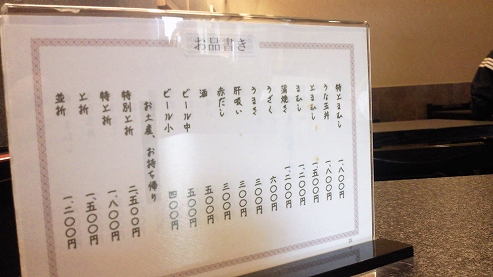 お品書き
特上まむし 一、八〇〇円
うな玉丼 一、八〇〇円
上まむし 一、五〇〇円
まむし 一、二〇〇円
蒲焼き 一、二〇〇円
うざく 六〇〇円
うまき 三〇〇円
肝吸い 三〇〇円
赤だし 三〇〇円
酒 五〇〇円
ビール中 五〇〇円
ビール小 四〇〇円
お土産、お持ち帰り
特別上折 二、五〇〇円
特上折 一、八〇〇円
上折 一、五〇〇円
並折 一、二〇〇円